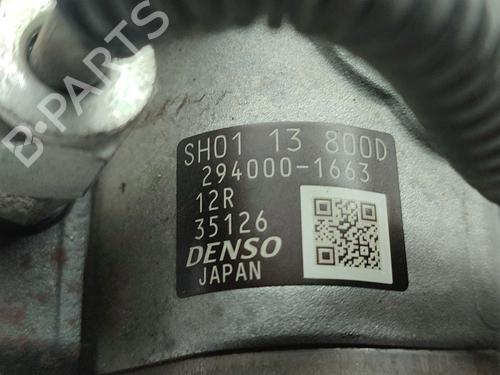 B-PARTS
SH01 13 800D
294000-1663
12R
35126
DENSO
JAPAN